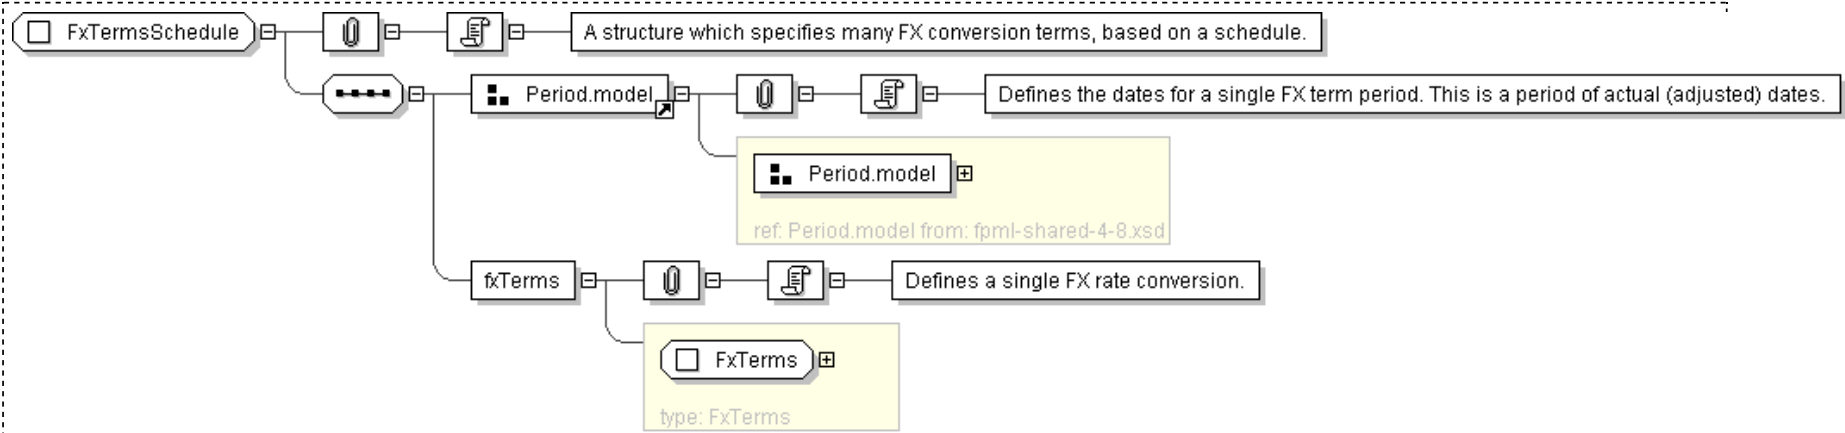 FxTermsSchedule
A structure which specifies many FX conversion terms, based on a schedule.
Period.model
Defines the dates for a single FX term period. This is a period of actual (adjusted) dates.
Period.model
ref: Period.model from: fpml-shared-4-8.xsd
fxTerms
Defines a single FX rate conversion.
FxTerms
type: FxTerms